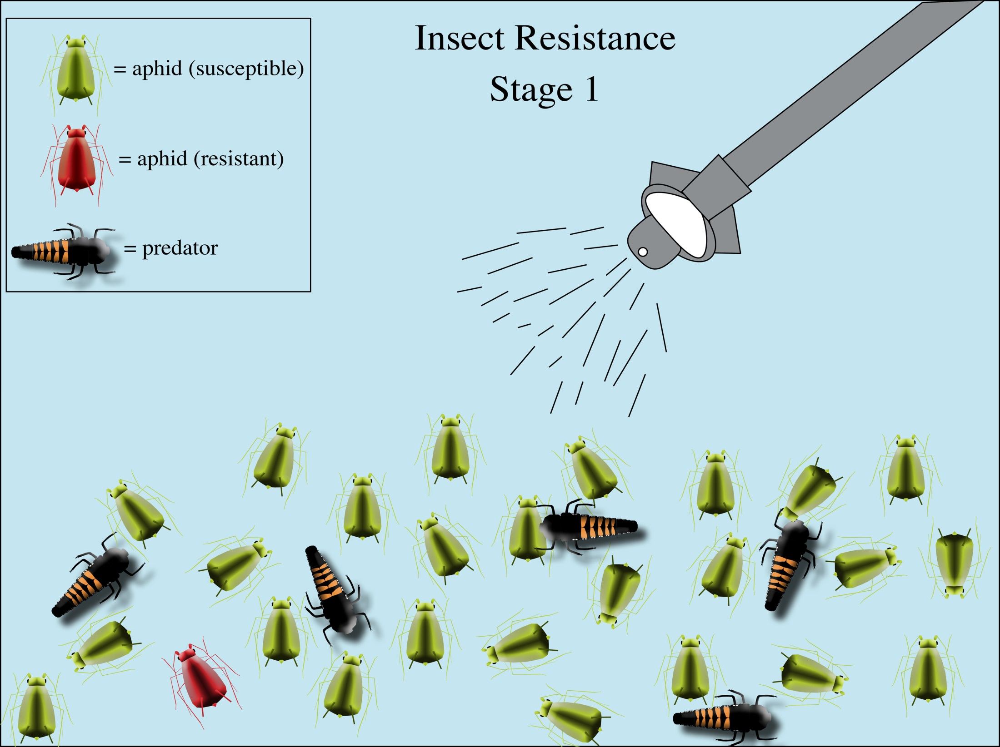 Insect Resistance
Stage 1
= aphid (susceptible)
= aphid (resistant)
= predator